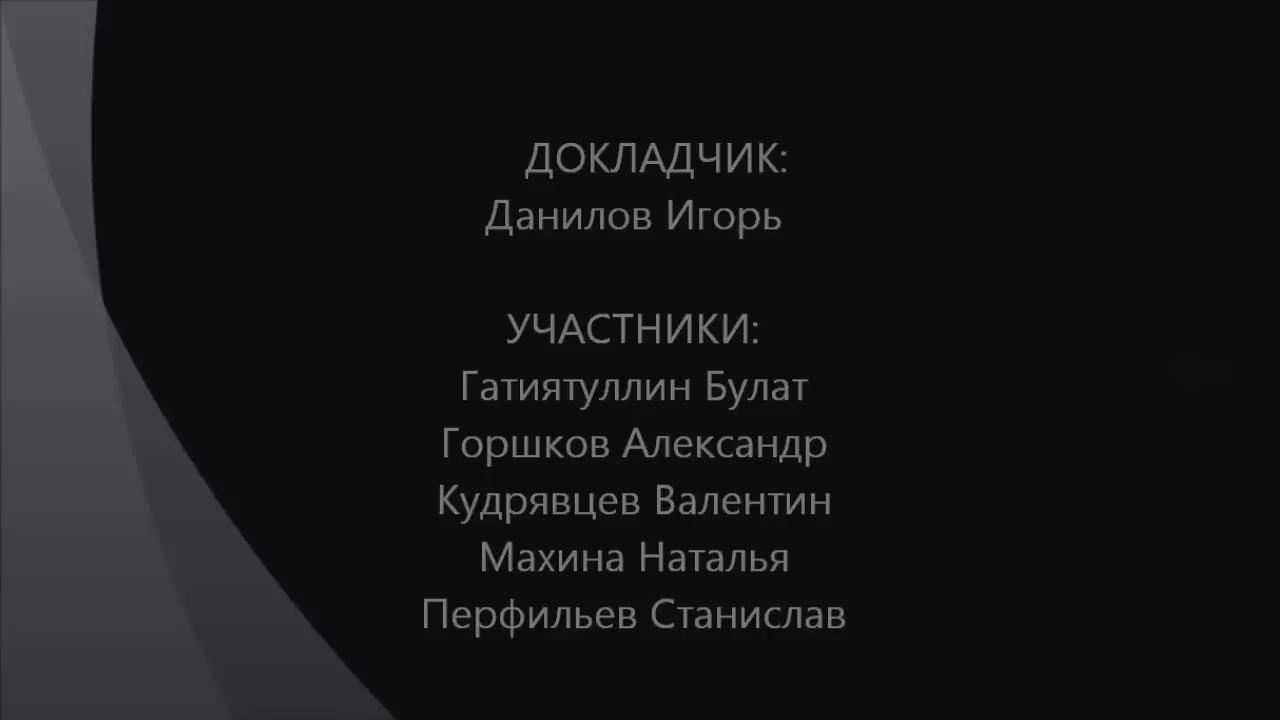 ДОКЛАДЧИК:
Данилов Игорь
УЧАСТНИКИ:
Гатиятуллин Булат
Горшков Александр
Кудрявцев Валентин
Махина Наталья
Перфильев Станислав